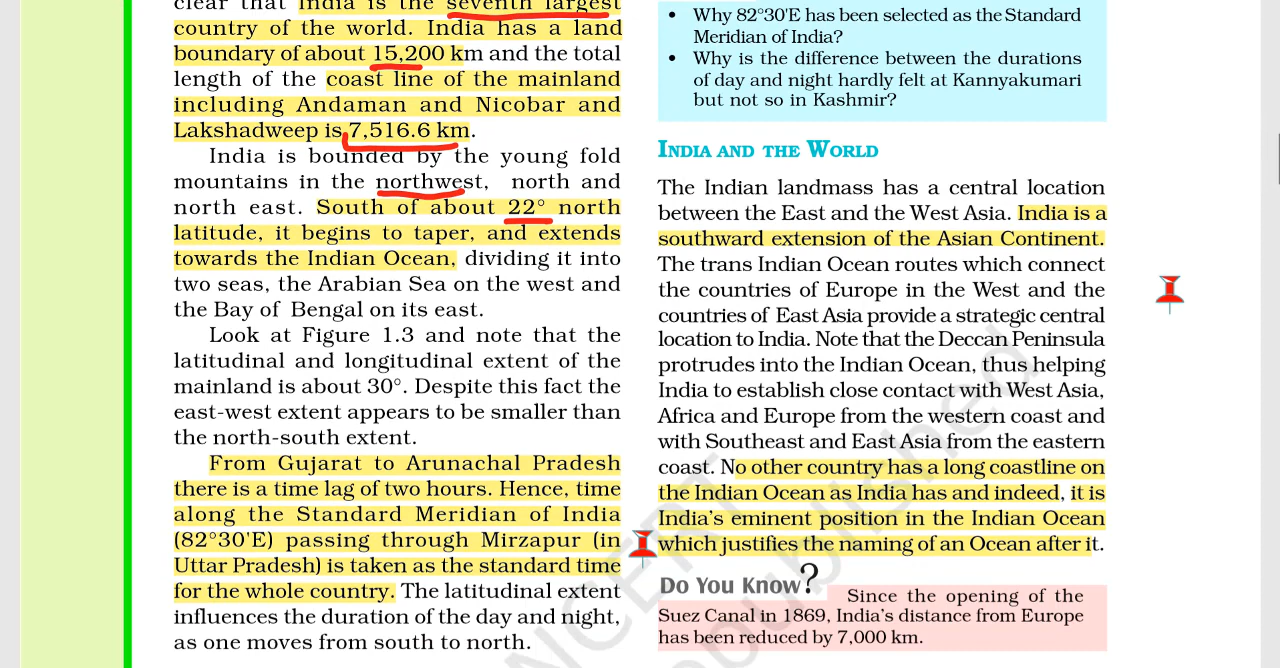 clear that India is the seventh largest
country of the world. India has a land
boundary of about 15,200 km and the total
length of the coast line of the mainland
including Andaman and Nicobar and
Lakshadweep is 7,516.6 km.
India is bounded by the young fold
mountains in the northwest, north and
north east. South of about 22° north
latitude, it begins to taper, and extends
towards the Indian Ocean, dividing it into
two seas, the Arabian Sea on the west and
the Bay of Bengal on its east.
Look at Figure 1.3 and note that the
latitudinal and longitudinal extent of the
mainland is about 30°. Despite this fact the
east-west extent appears to be smaller than
the north-south extent.
From Gujarat to Arunachal Pradesh
there is a time lag of two hours. Hence, time
along the Standard Meridian of India
(82°30'E) passing through Mirzapur (in
Uttar Pradesh) is taken as the standard time
for the whole country. The latitudinal extent
influences the duration of the day and night,
as one moves from south to north.
• Why 82°30'E has been selected as the Standard
Meridian of India?
• Why is the difference between the durations
of day and night hardly felt at Kannyakumari
but not so in Kashmir?
INDIA AND THE WORLD
The Indian landmass has a central location
between the East and the West Asia. India is a
southward extension of the Asian Continent.
The trans Indian Ocean routes which connect
the countries of Europe in the West and the
countries of East Asia provide a strategic central
location to India. Note that the Deccan Peninsula
protrudes into the Indian Ocean, thus helping
India to establish close contact with West Asia,
Africa and Europe from the western coast and
with Southeast and East Asia from the eastern
coast. No other country has a long coastline on
the Indian Ocean as India has and indeed, it is
India's eminent position in the Indian Ocean
which justifies the naming of an Ocean after it.
Do You Know?
Since the opening of the
Suez Canal in 1869, India's distance from Europe
has been reduced by 7,000 km.
NCERT
published